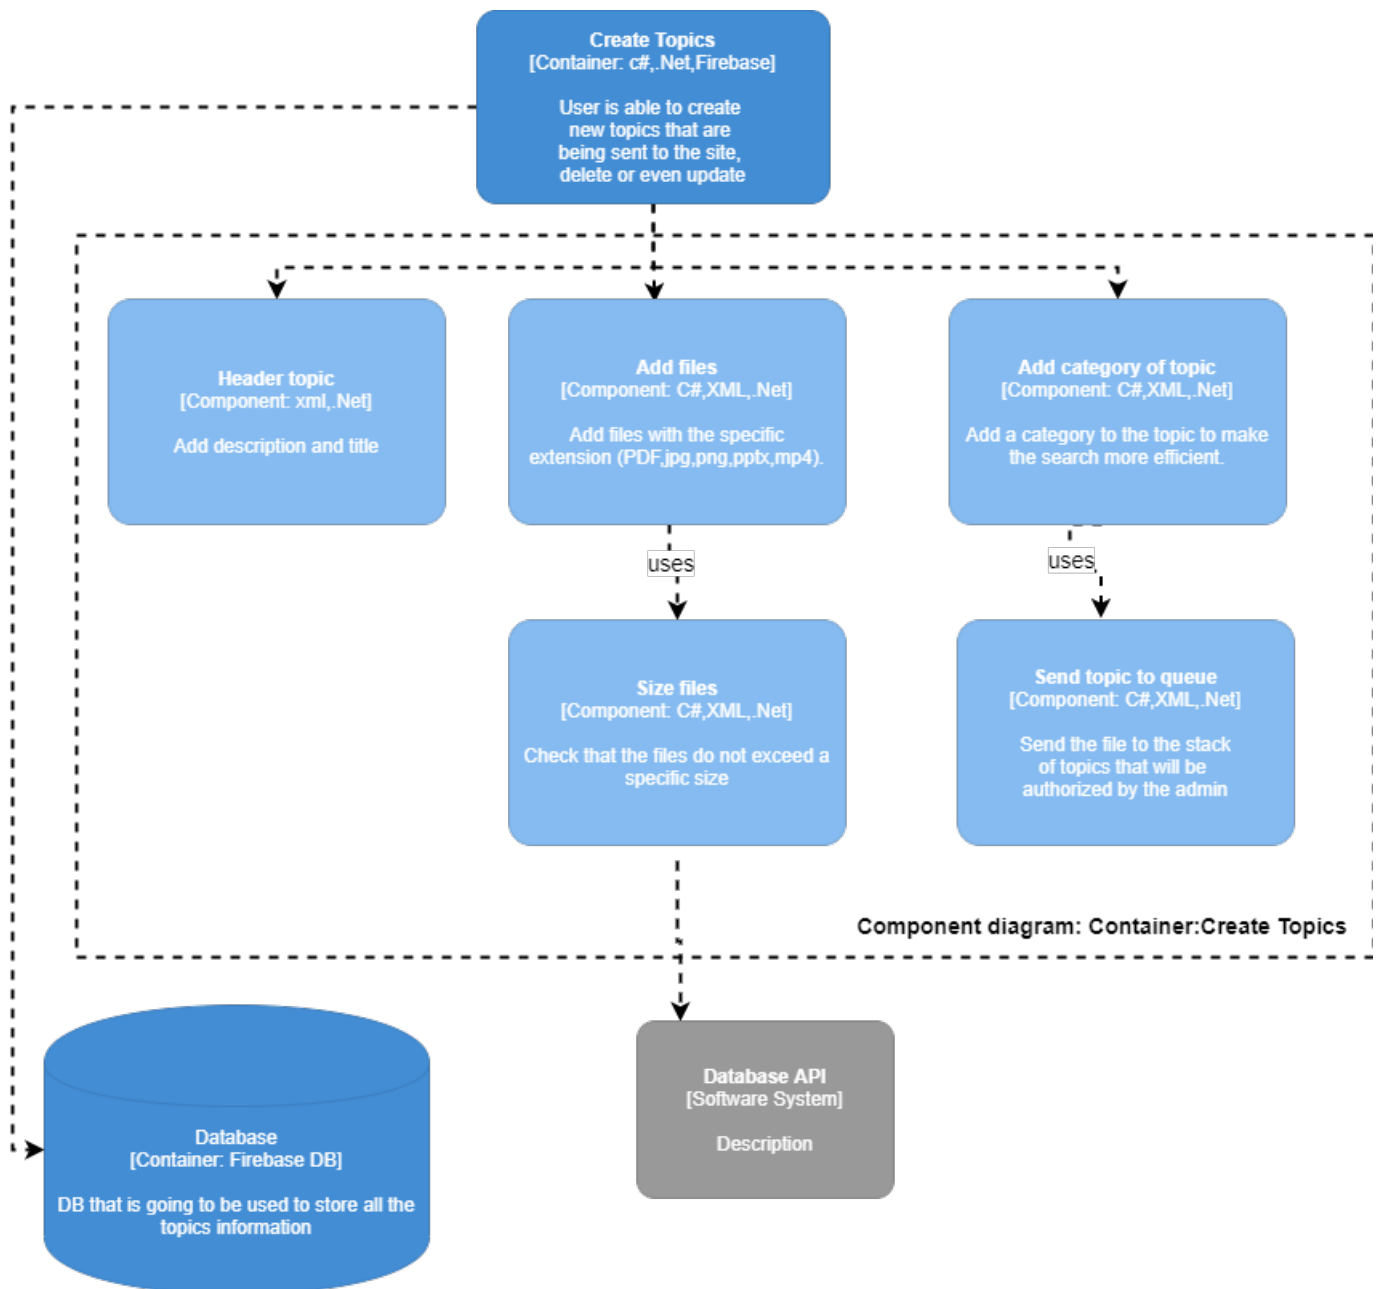 Create Topics
[Container: c#,.Net,Firebase]
User is able to create
new topics that are
being sent to the site,
delete or even update
Header topic
[Component: xml,.Net]
Add description and title
Add files
[Component: C#,XML,.Net]
Add files with the specific
extension (PDF,jpg,png,pptx,mp4).
Add category of topic
[Component: C#,XML,.Net]
Add a category to the topic to make
the search more efficient.
uses
uses
Size files
[Component: C#,XML,.Net]
Check that the files do not exceed a
specific size
Send topic to queue
[Component: C#,XML,.Net]
Send the file to the stack
of topics that will be
authorized by the admin
Component diagram: Container:Create Topics
Database
[Container: Firebase DB]
DB that is going to be used to store all the
topics information
Database API
[Software System]
Description